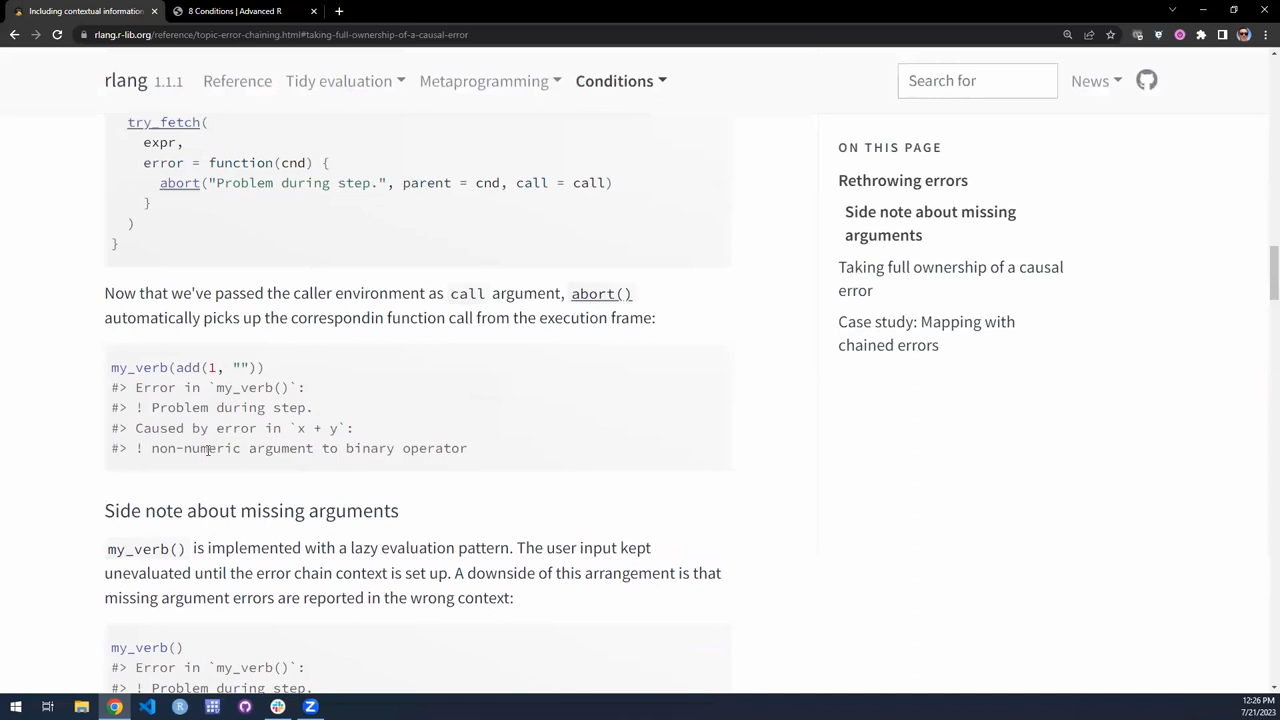 Including contextual information
8 Conditions | Advanced R
rlang.r-lib.org/reference/topic-error-chaining.html#taking-full-ownership-of-a-causal-error
rlang 1.1.1 Reference Tidy evaluation Metaprogramming Conditions Search for News
try_fetch(
expr,
error = function(cnd) {
abort("Problem during step.", parent = cnd, call = call)
}
)
}
Now that we've passed the caller environment as call argument, abort()
automatically picks up the correspondin function call from the execution frame:
my_verb(add(1, ""))
#> Error in `my_verb()`:
#> ! Problem during step.
#> Caused by error in `x + y`:
#> ! non-numeric argument to binary operator
Side note about missing arguments
my_verb() is implemented with a lazy evaluation pattern. The user input kept
unevaluated until the error chain context is set up. A downside of this arrangement is that
missing argument errors are reported in the wrong context:
my_verb()
#> Error in `my_verb()`:
#> ! Problem during step.
ON THIS PAGE
Rethrowing errors
Side note about missing
arguments
Taking full ownership of a causal
error
Case study: Mapping with
chained errors
12:26 PM
7/21/2023